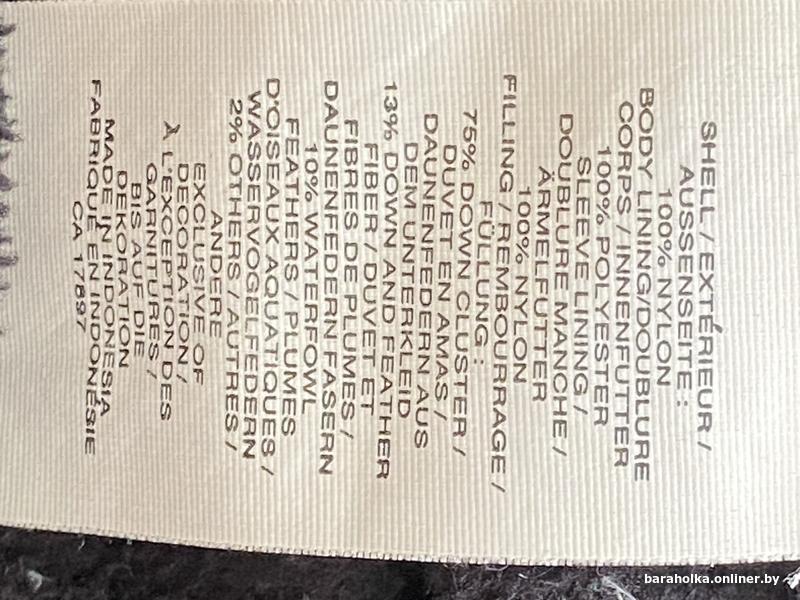 SHELL / EXTÉRIEUR /
AUSSENSEITE :
100% NYLON
BODY LINING/DOUBLURE
CORPS / INNENFUTTER
100% POLYESTER
SLEEVE LINING /
DOUBLURE MANCHE /
ÄRMELFUTTER
100% NYLON
FILLING / REMBOURRAGE /
FÜLLUNG :
75% DOWN CLUSTER /
DUVET EN AMAS /
DAUNENFEDERN AUS
DEM UNTERKLEID
13% DOWN AND FEATHER
FIBER / DUVET ET
FIBRES DE PLUMES /
DAUNENFEDERN FASERN
10% WATERFOWL
FEATHERS / PLUMES
D'OISEAUX AQUATIQUES /
WASSERVOGELFEDERN
2% OTHERS / AUTRES /
ANDERE
EXCLUSIVE OF
DECORATION /
À L'EXCEPTION DES
GARNITURES /
BIS AUF DIE
DEKORATION
MADE IN INDONESIA
FABRIQUÉ EN INDONÉSIE
CA 17897
baraholka.onliner.by